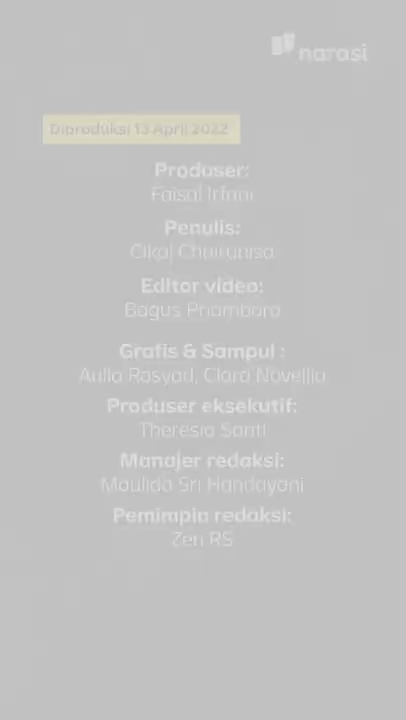 narasi
Diproduksi 13 April 2022
Produser:
Faisal Irfani
Penulis:
Cikal Chairunisa
Editor video:
Bagus Priambara
Grafis & Sampul :
Aulia Rasyad, Clara Novellia
Produser eksekutif:
Theresia Santi
Manajer redaksi:
Maulida Sri Handayani
Pemimpin redaksi:
Zen RS